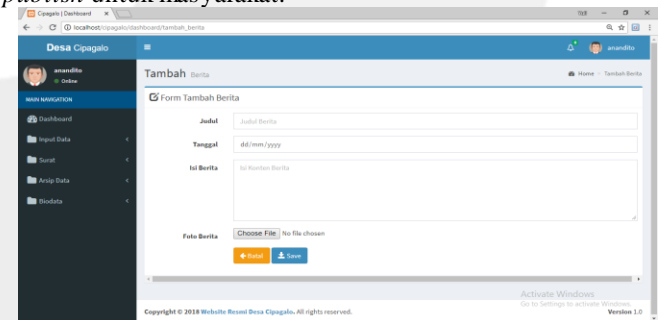 publish untuk masyarakat.
Cipagalo | Dashboard
localhost/cipagalo/dashboard/tambah_berita
Desa Cipagalo
anandito
anandito
Online
Tambah Berita
Home
Tambah Berita
MAIN NAVIGATION
Dashboard
Input Data
Surat
Arsip Data
Biodata
Form Tambah Berita
Judul
Judul Berita
Tanggal
dd/mm/yyyy
Isi Berita
Isi Konten Berita
Foto Berita
Choose File No file chosen
Batal
Save
Activate Windows
Go to Settings to activate Windows.
Copyright © 2018 Website Resmi Desa Cipagalo. All rights reserved.
Version 1.0